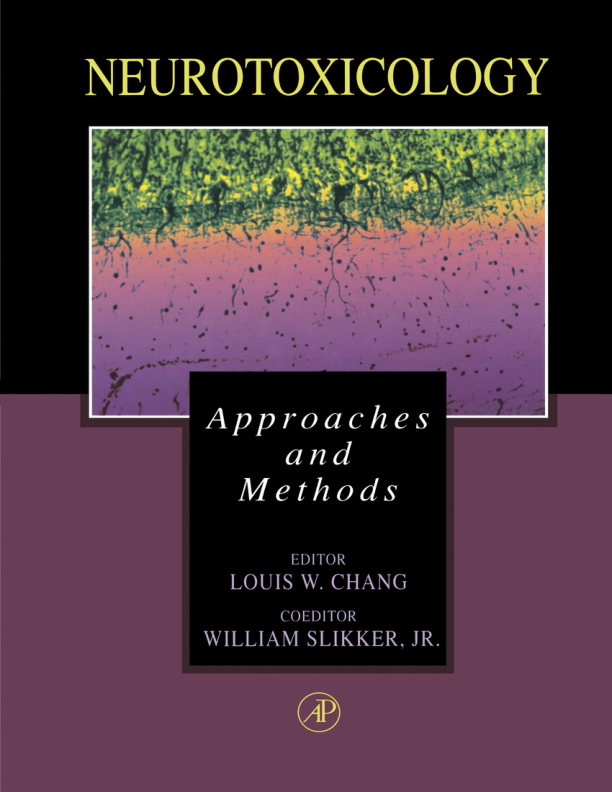 NEUROTOXICOLOGY
Approaches
and
Methods
EDITOR
LOUIS W. CHANG
COEDITOR
WILLIAM SLIKKER, JR.
AP